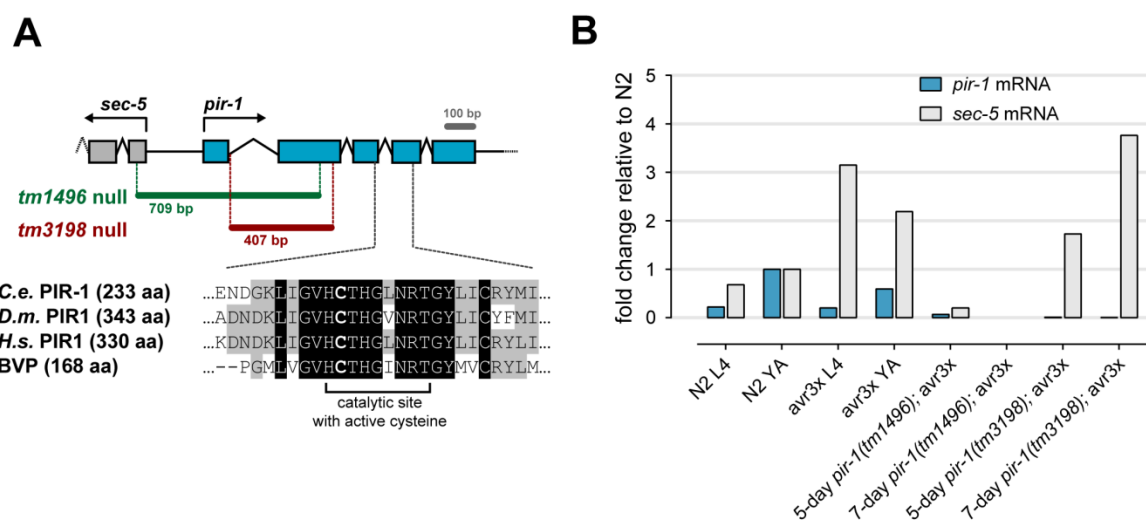 A
sec-5
pir-1
100 bp
tm1496 null
709 bp
tm3198 null
407 bp
C.e. PIR-1 (233 aa)
...ENDGKLIGVHCTHGLNRTGYLICRYMI...
D.m. PIR1 (343 aa)
...ADNDKLIGVHCTHGVNRTGYLICYFMI...
H.s. PIR1 (330 aa)
...KDNDKLIGVHCTHGLNRTGYLICRYLI...
BVP (168 aa)
...--PGMLVGVHCTHGINRTGYMVCRYLM...
catalytic site
with active cysteine
B
fold change relative to N2
5
4
3
2
1
0
pir-1 mRNA
sec-5 mRNA
N2 L4
N2 YA
avr3x L4
avr3x YA
5-day pir-1(tm1496); avr3x
7-day pir-1(tm1496); avr3x
5-day pir-1(tm3198); avr3x
7-day pir-1(tm3198); avr3x